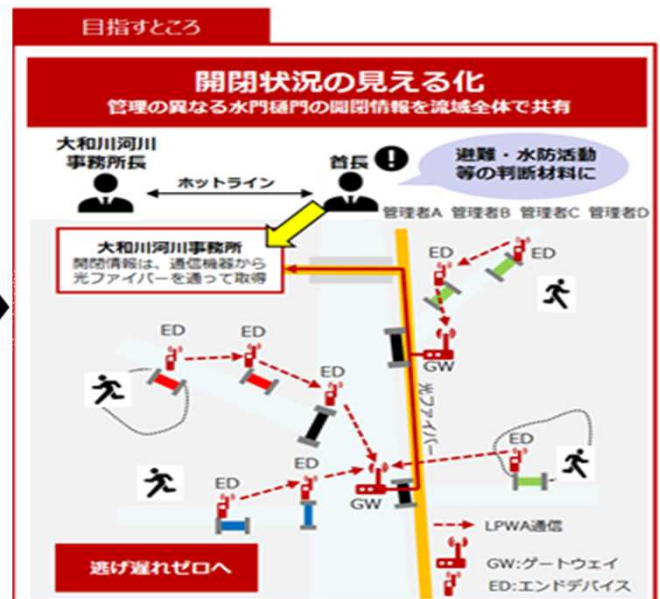 目指すところ
開閉状況の見える化
管理の異なる水門樋門の開閉情報を流域全体で共有
大和川河川
事務所長
ホットライン
首長
避難・水防活動
等の判断材料に
管理者A 管理者B 管理者C 管理者D
大和川河川事務所
開閉情報は、通信機器から
光ファイバーを通って取得
ED
ED
GW
ED
ED
ED
光ファイバー
ED
ED
ED
GW
LPWA通信
GW:ゲートウェイ
ED:エンドデバイス
逃げ遅れゼロへ